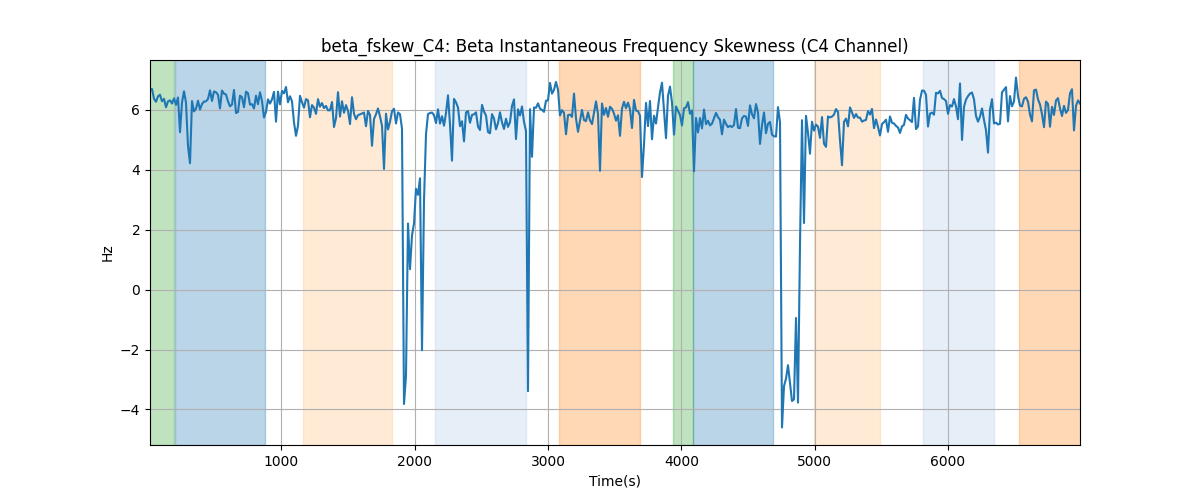 beta_fskew_C4: Beta Instantaneous Frequency Skewness (C4 Channel)
Hz
6
4
2
0
−2
−4
1000 2000 3000 4000 5000 6000
Time(s)